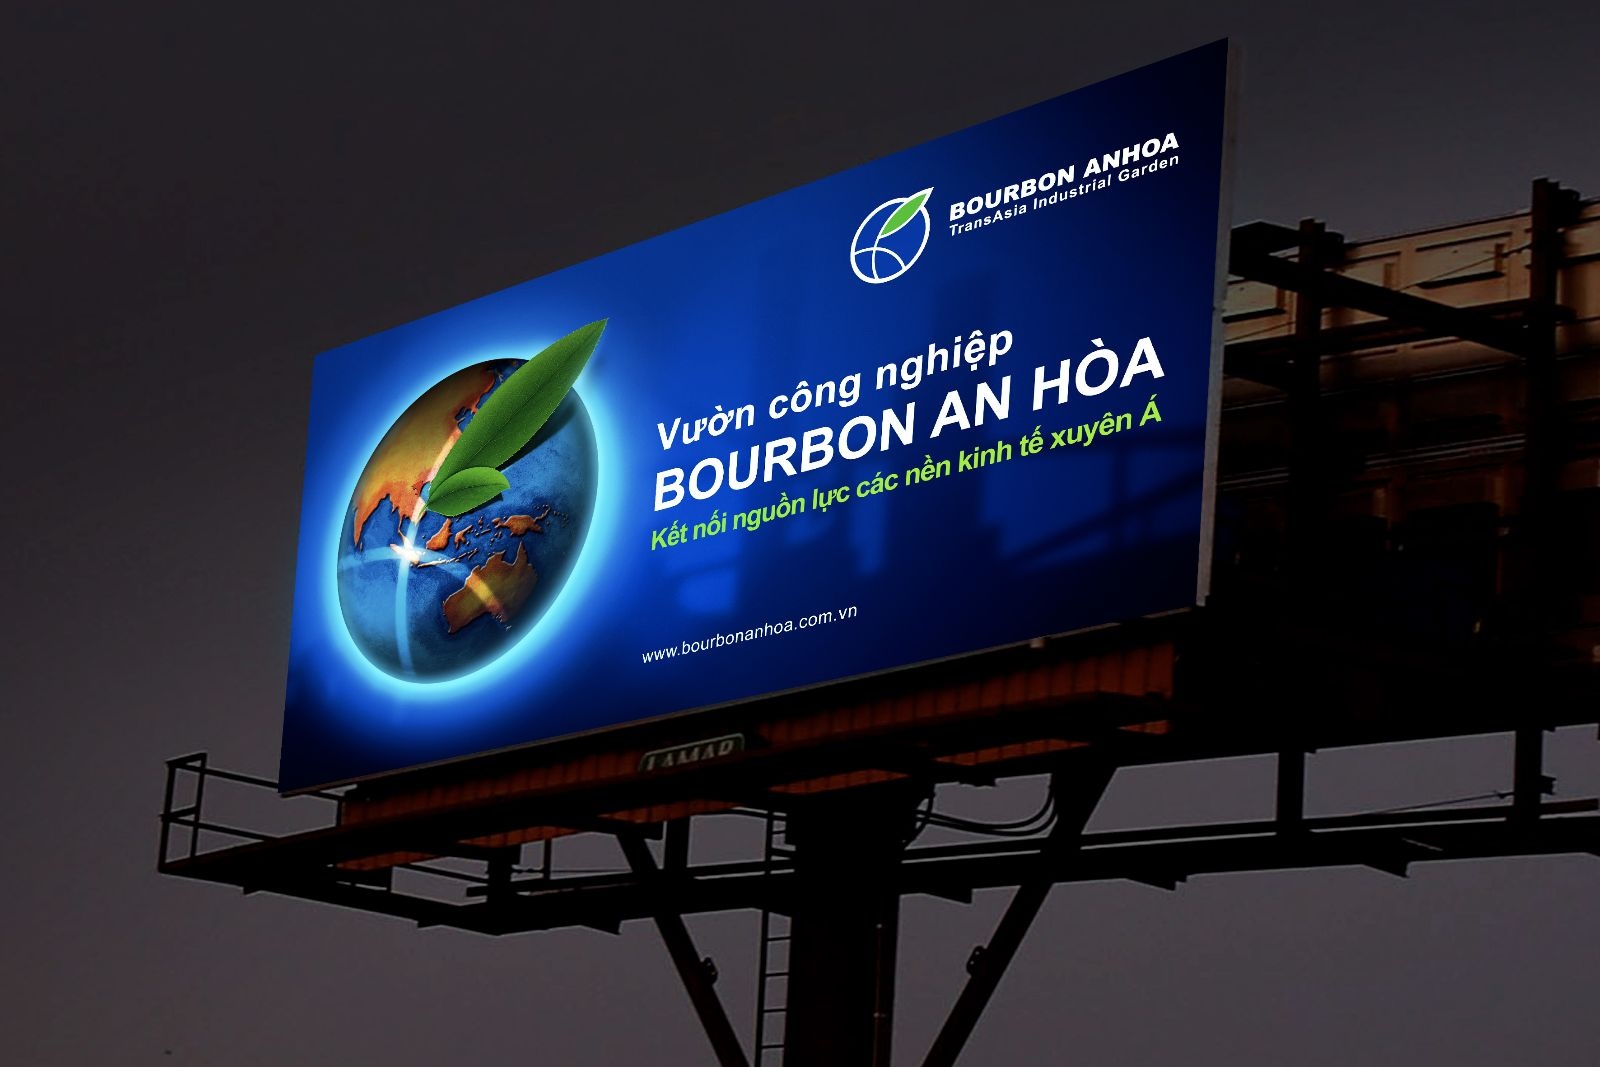 BOURBON ANHOA
TransAsia Industrial Garden
Vườn công nghiệp
BOURBON AN HÒA
Kết nối nguồn lực các nền kinh tế xuyên Á
www.bourbonanhoa.com.vn
LAMAR